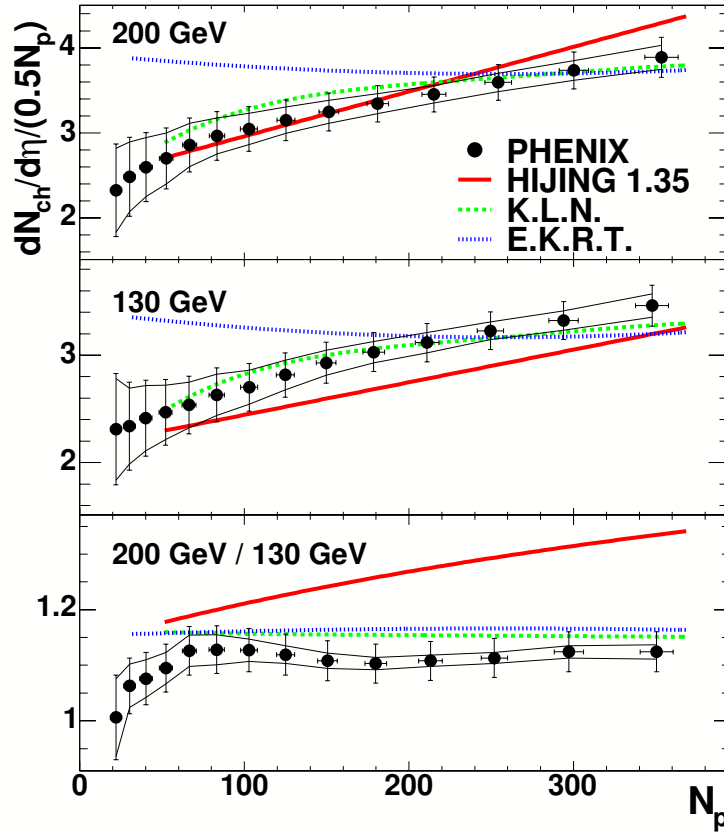 dN_ch/dη/(0.5N_p)
200 GeV
4
3
2
PHENIX
HIJING 1.35
K.L.N.
E.K.R.T.
130 GeV
3
2
200 GeV / 130 GeV
1.2
1
0 100 200 300
N_p